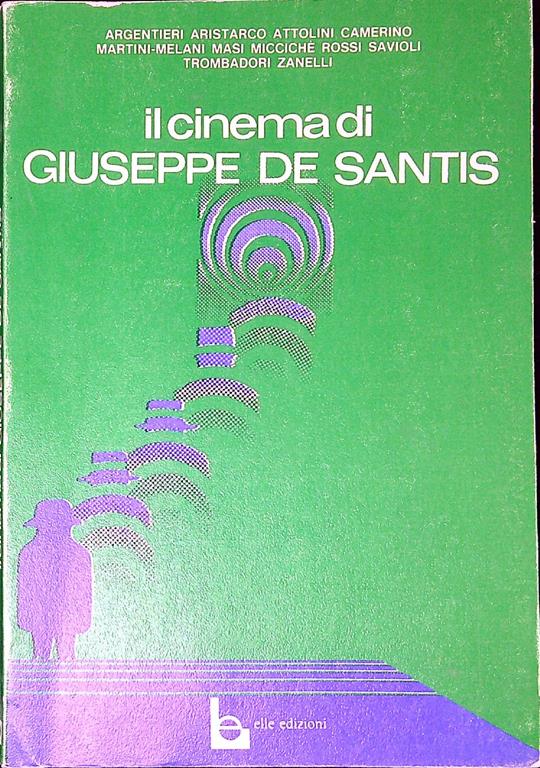 ARGENTIERI ARISTARCO ATTOLINI CAMERINO
MARTINI-MELANI MASI MICCICHÈ ROSSI SAVIOLI
TROMBADORI ZANELLI
il cinema di
GIUSEPPE DE SANTIS
elle edizioni